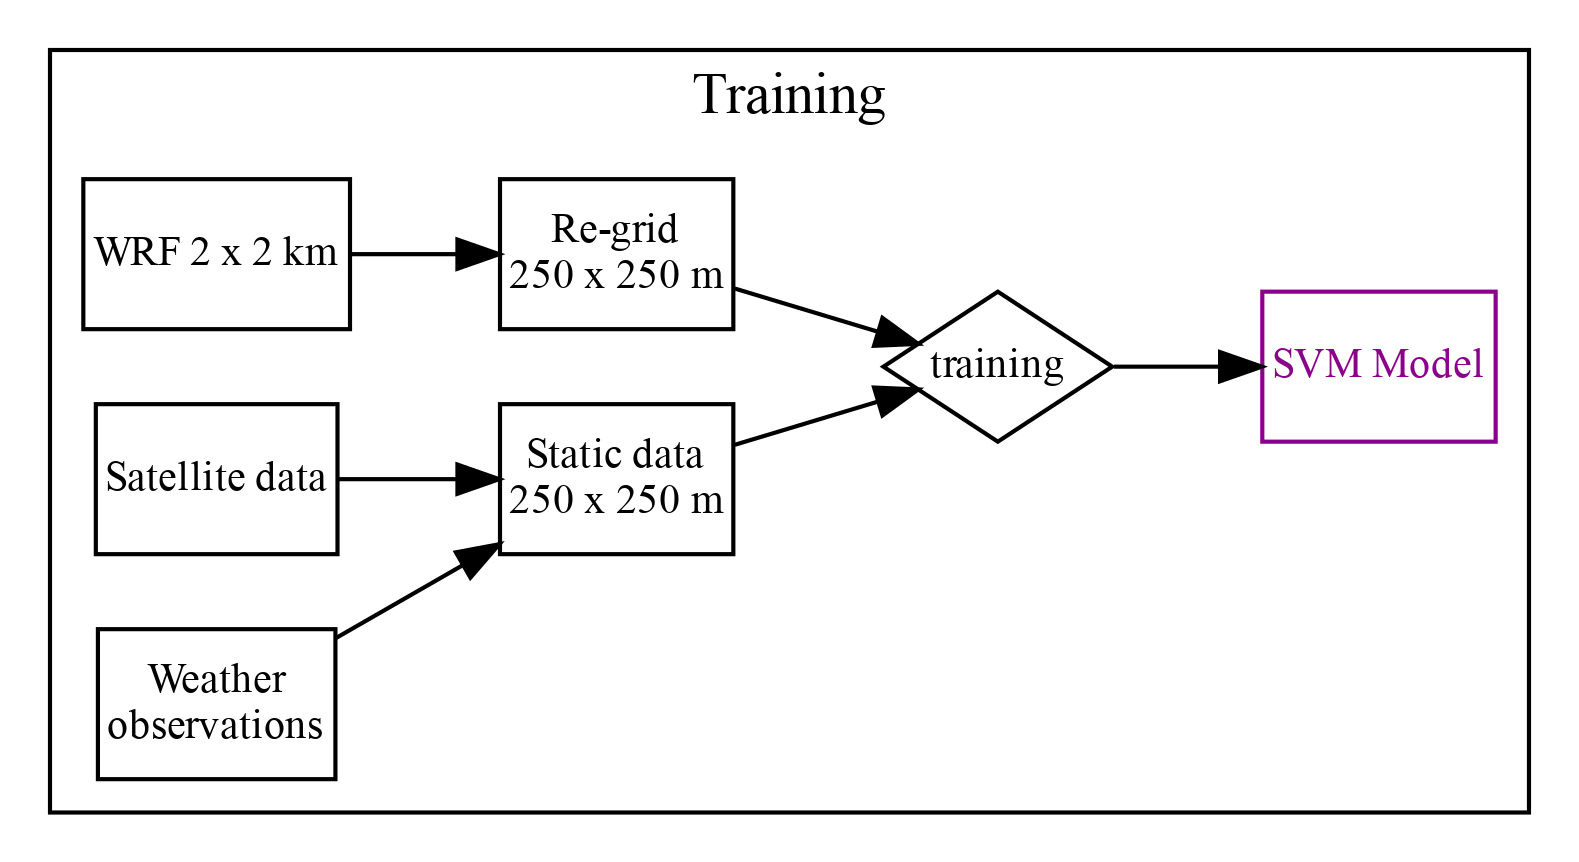 Training
WRF 2 x 2 km
Re-grid
250 x 250 m
training
SVM Model
Satellite data
Static data
250 x 250 m
Weather
observations